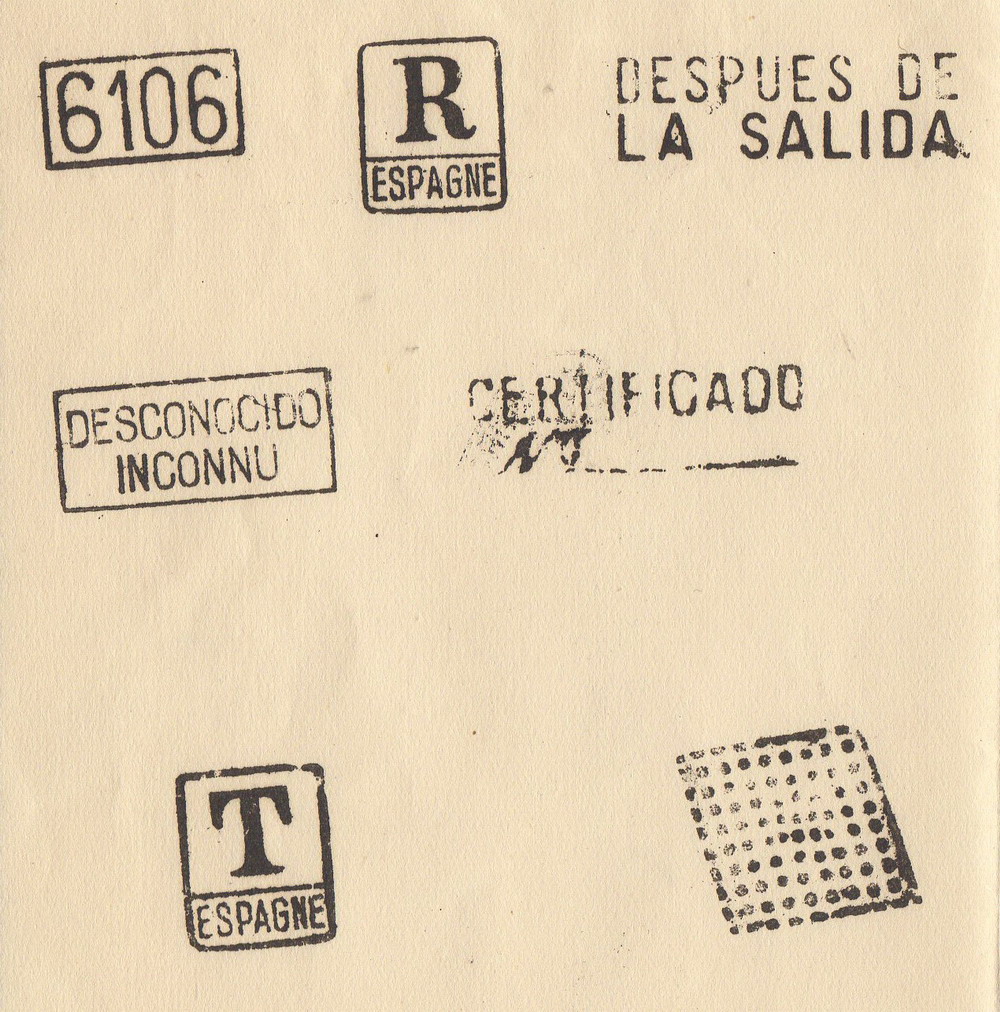 6106
R
ESPAGNE
DESPUES DE
LA SALIDA
DESCONOCIDO
INCONNU
CERTIFICADO
T
ESPAGNE